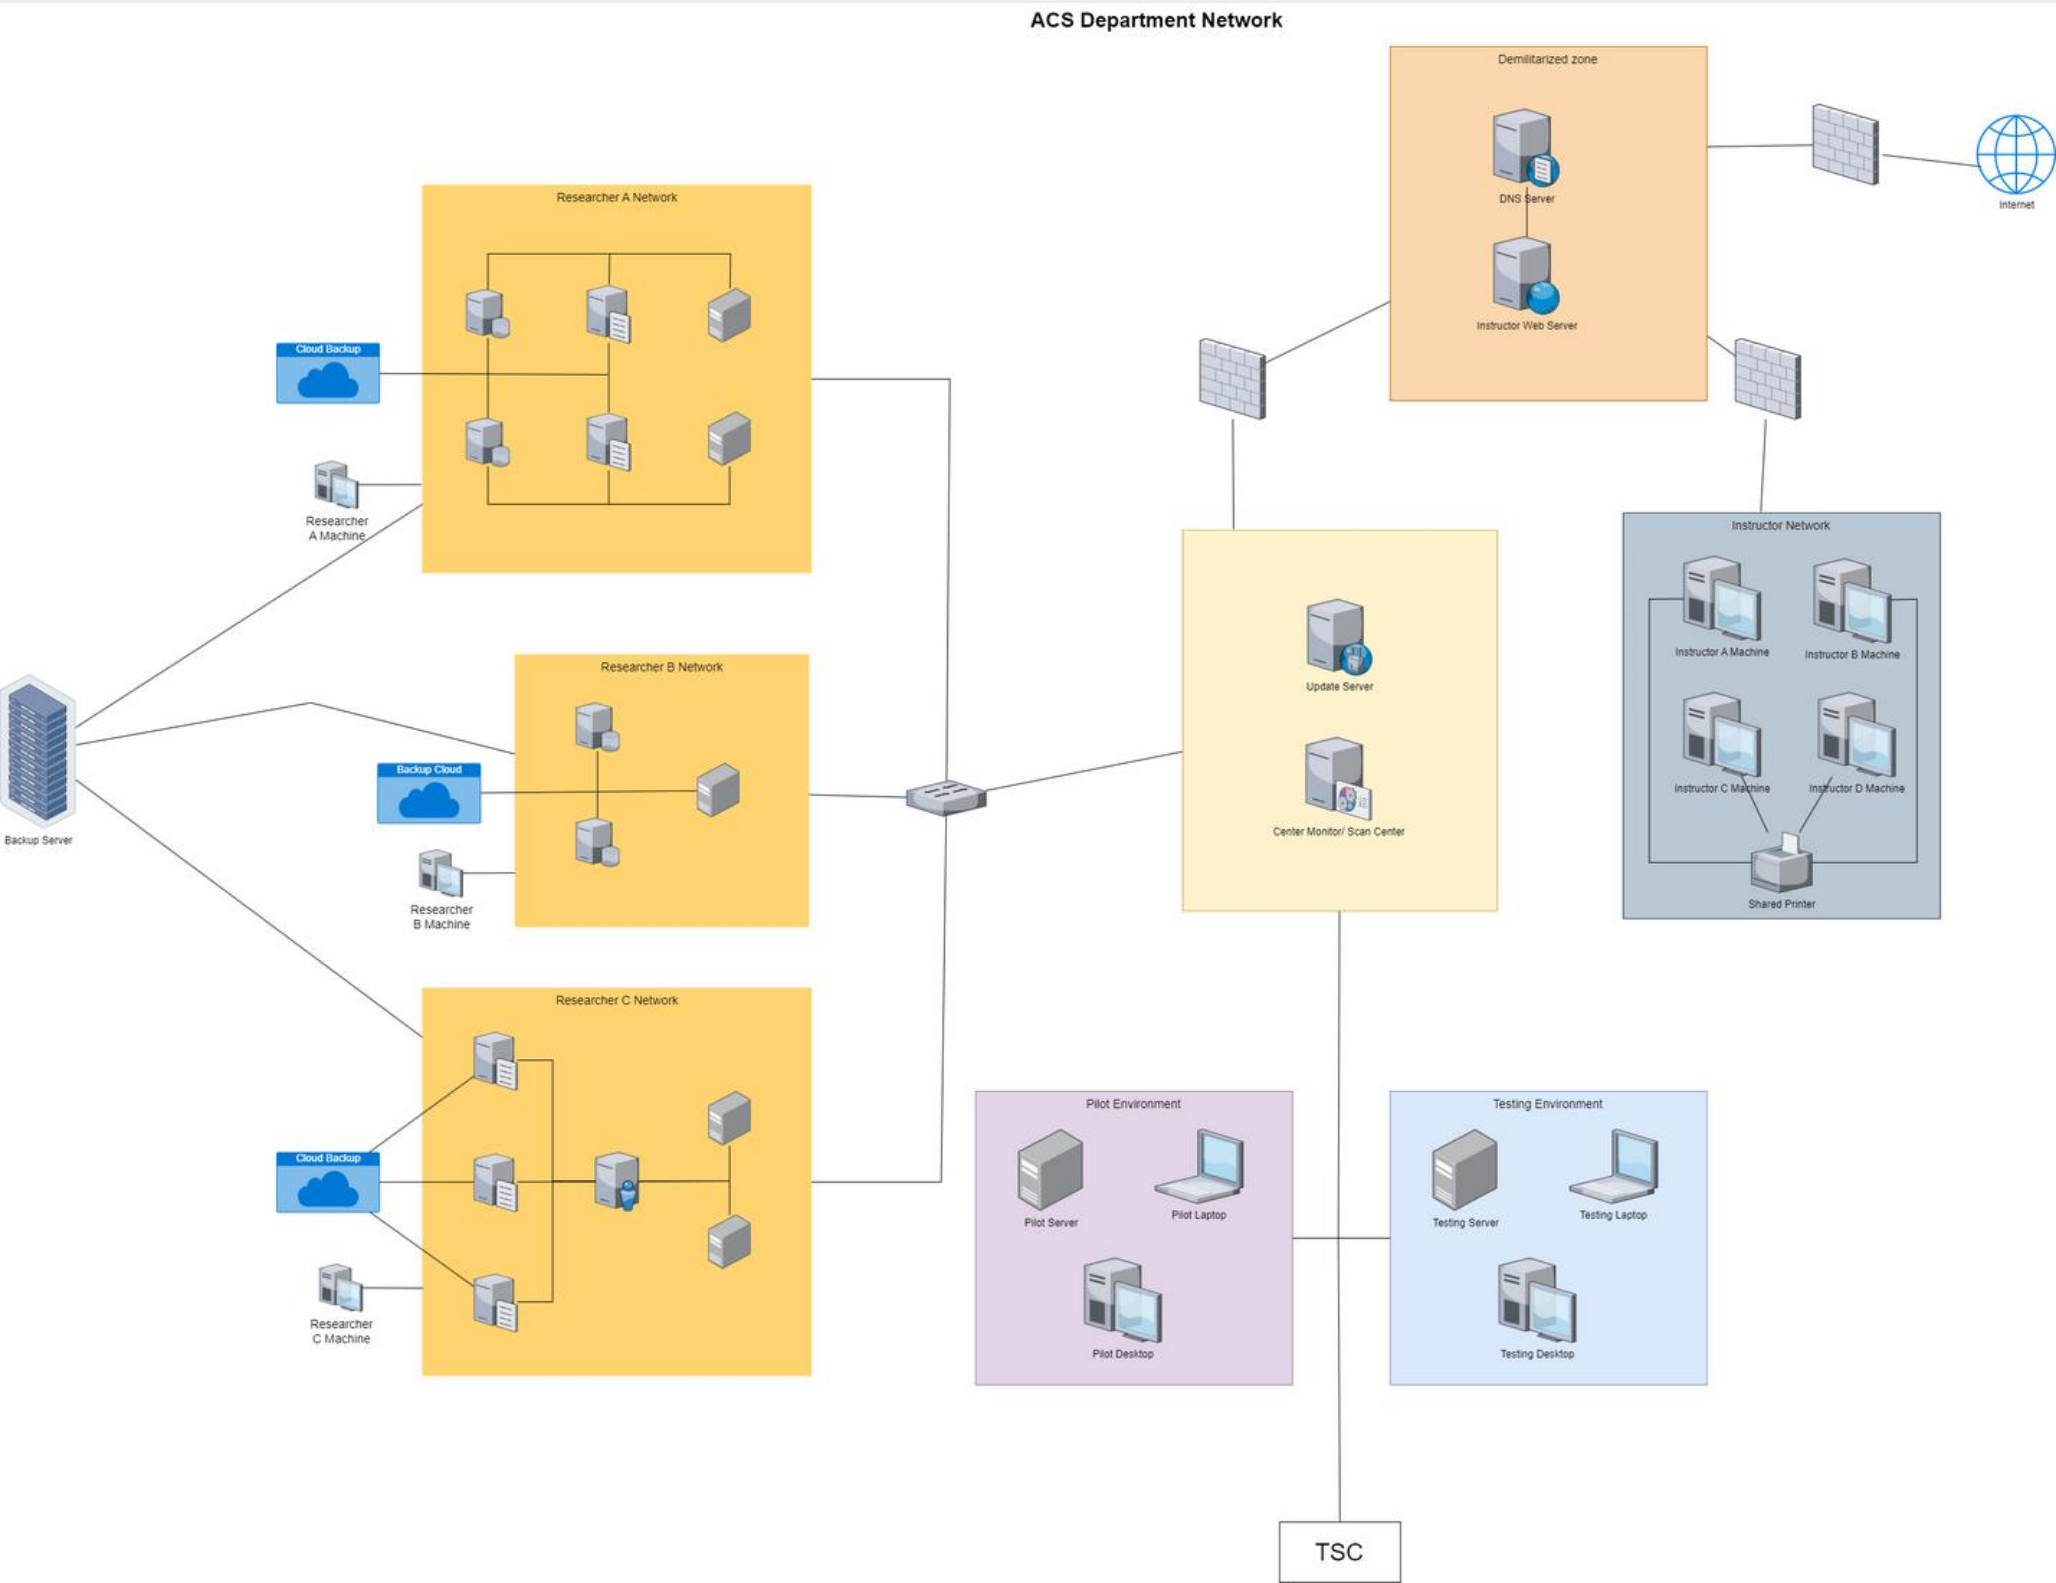 ACS Department Network
Demilitarized zone
DNS Server
Instructor Web Server
Internet
Researcher A Network
Cloud Backup
Researcher
A Machine
Researcher B Network
Backup Cloud
Researcher
B Machine
Backup Server
Researcher C Network
Cloud Backup
Researcher
C Machine
Update Server
Center Monitor/ Scan Center
Instructor Network
Instructor A Machine
Instructor B Machine
Instructor C Machine
Instructor D Machine
Shared Printer
Pilot Environment
Pilot Server
Pilot Laptop
Pilot Desktop
Testing Environment
Testing Server
Testing Laptop
Testing Desktop
TSC